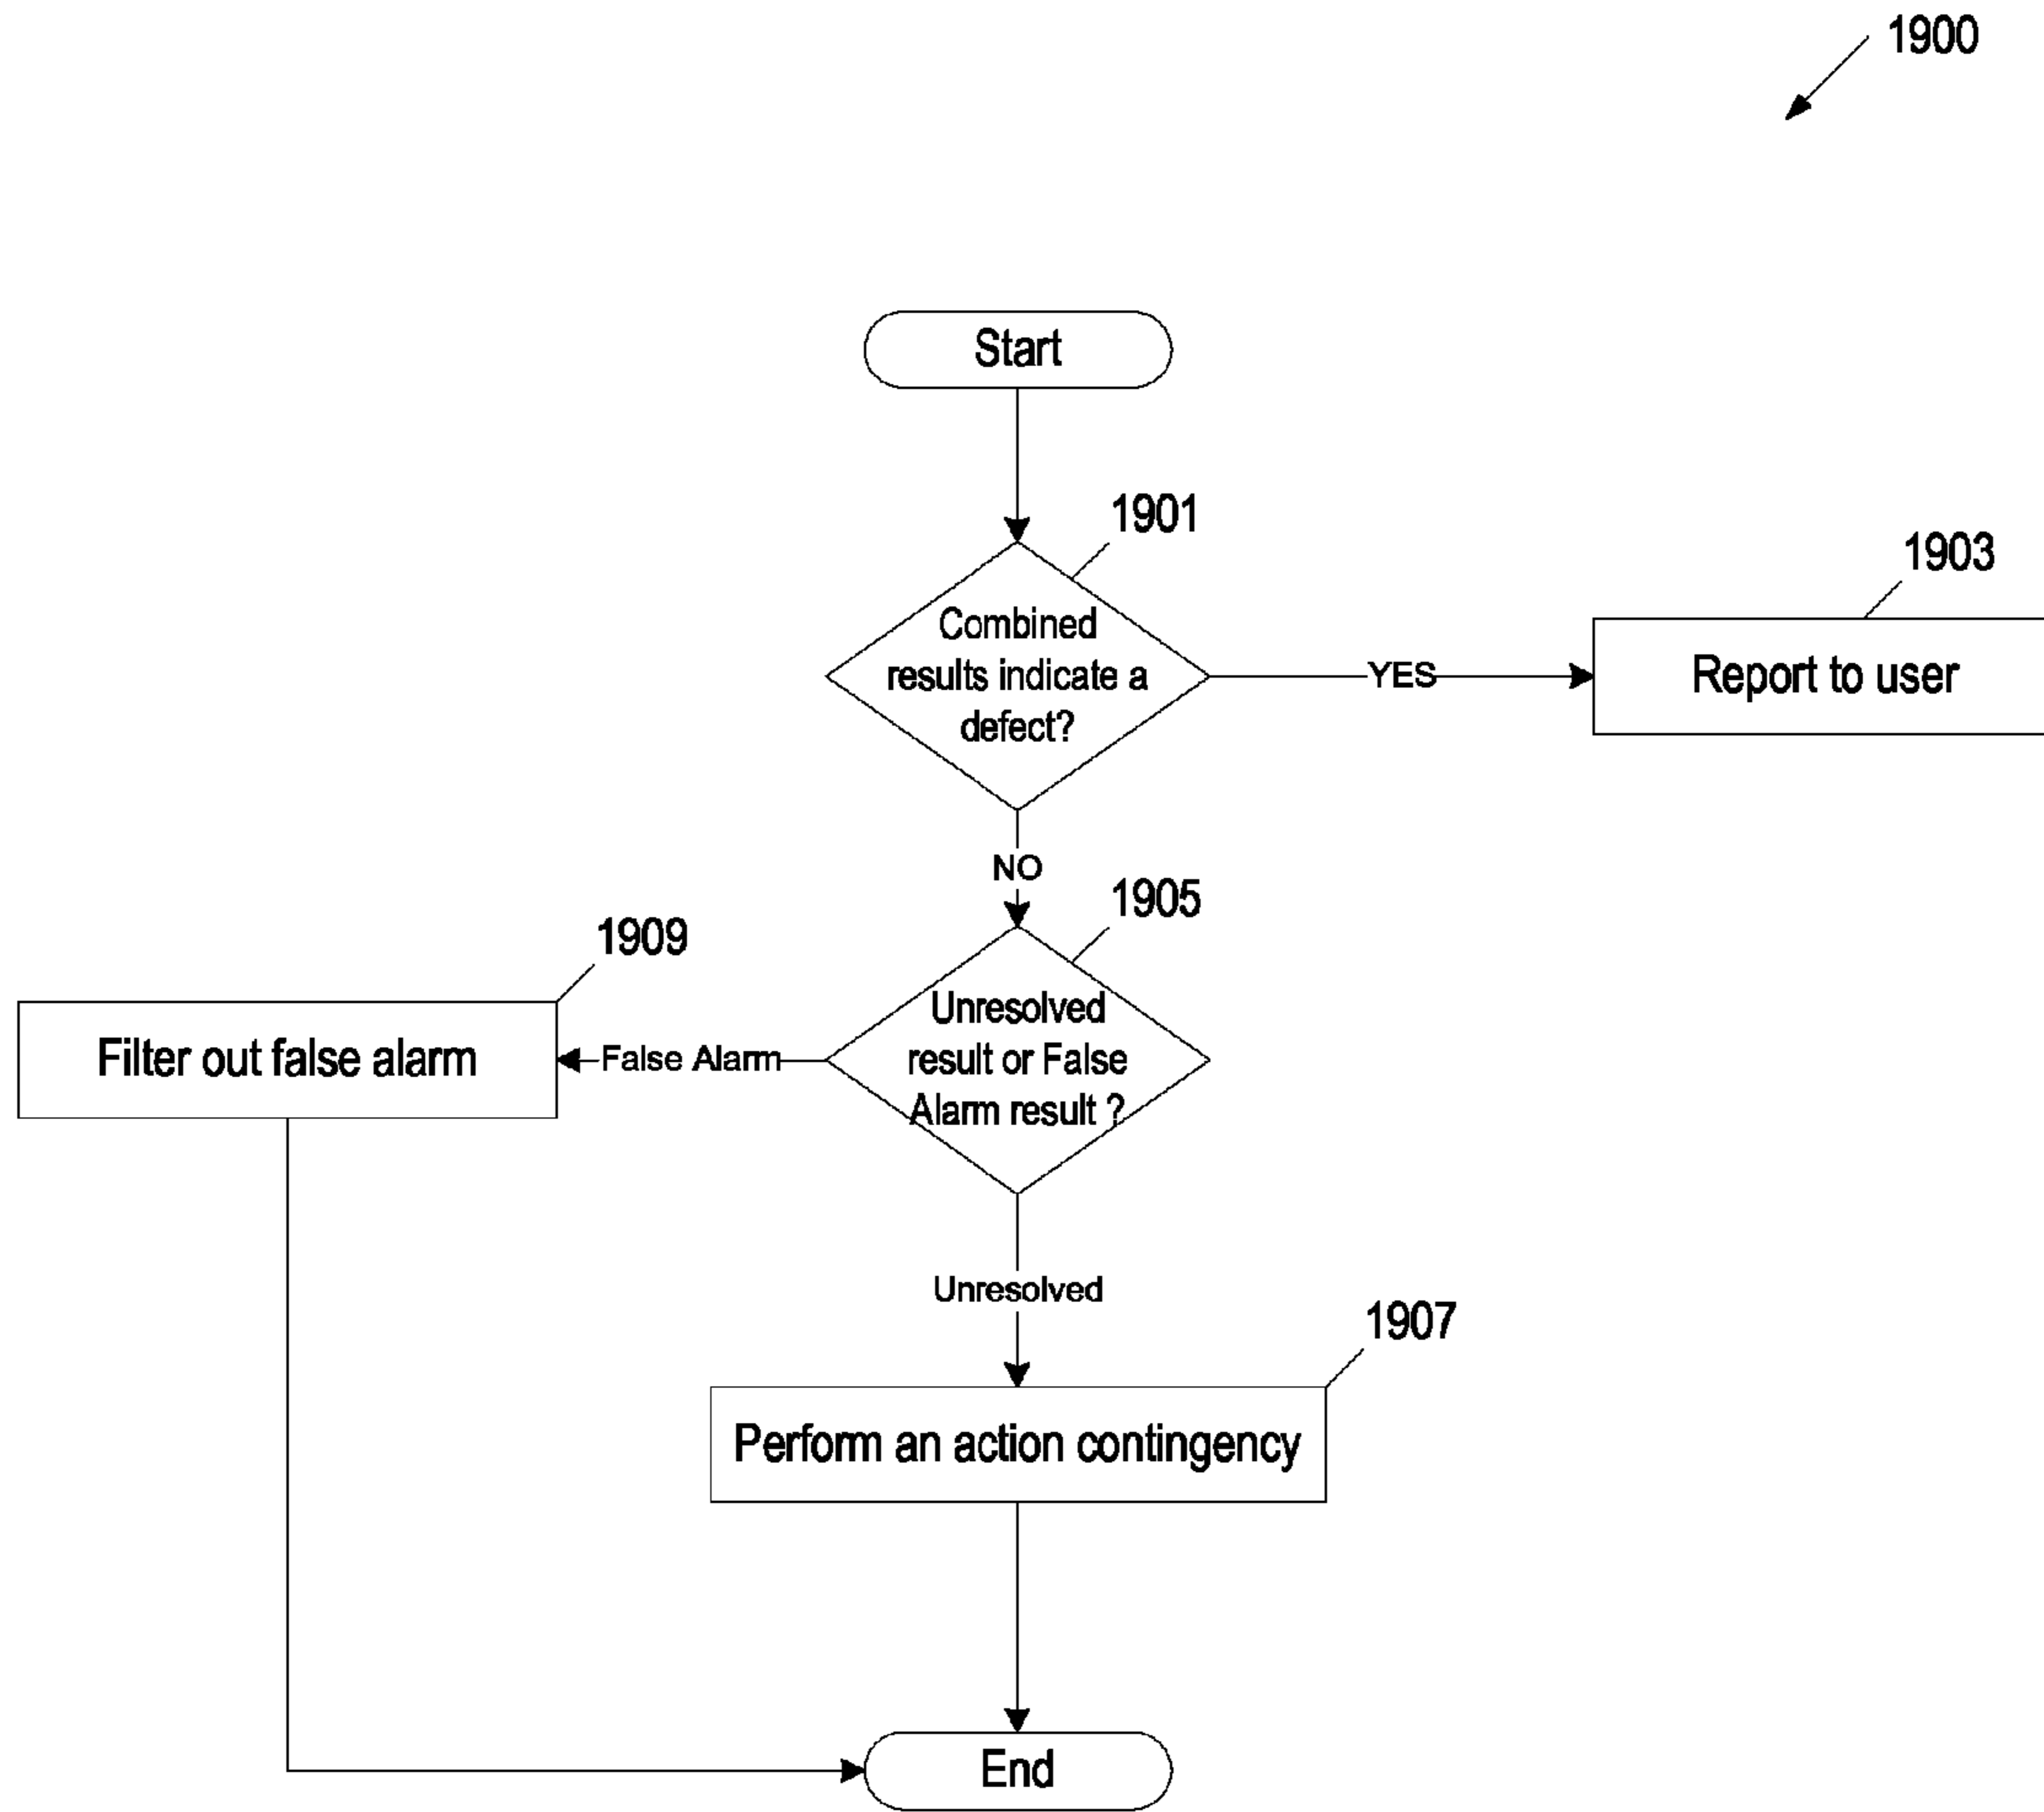 1900
Start
1901
Combined
results indicate a
defect?
YES
1903
Report to user
NO
1905
Unresolved
result or False
Alarm result ?
False Alarm
1909
Filter out false alarm
Unresolved
1907
Perform an action contingency
End